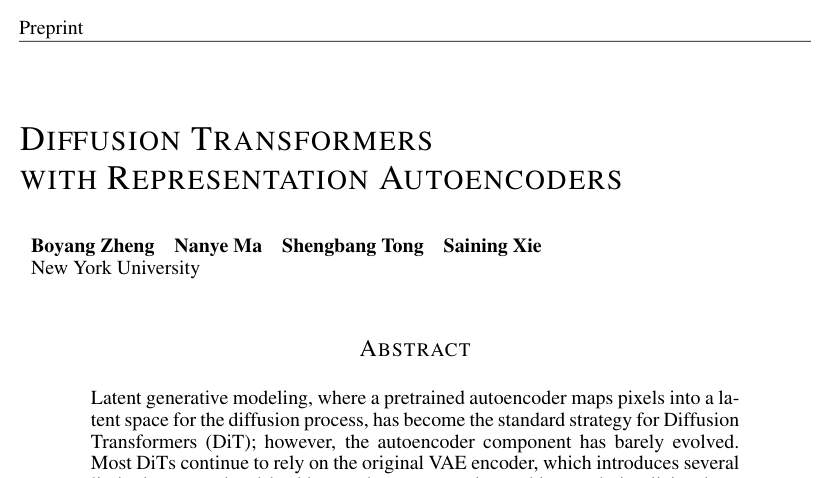 Preprint
DIFFUSION TRANSFORMERS
WITH REPRESENTATION AUTOENCODERS
Boyang Zheng Nanye Ma Shengbang Tong Saining Xie
New York University
ABSTRACT
Latent generative modeling, where a pretrained autoencoder maps pixels into a la-
tent space for the diffusion process, has become the standard strategy for Diffusion
Transformers (DiT); however, the autoencoder component has barely evolved.
Most DiTs continue to rely on the original VAE encoder, which introduces several